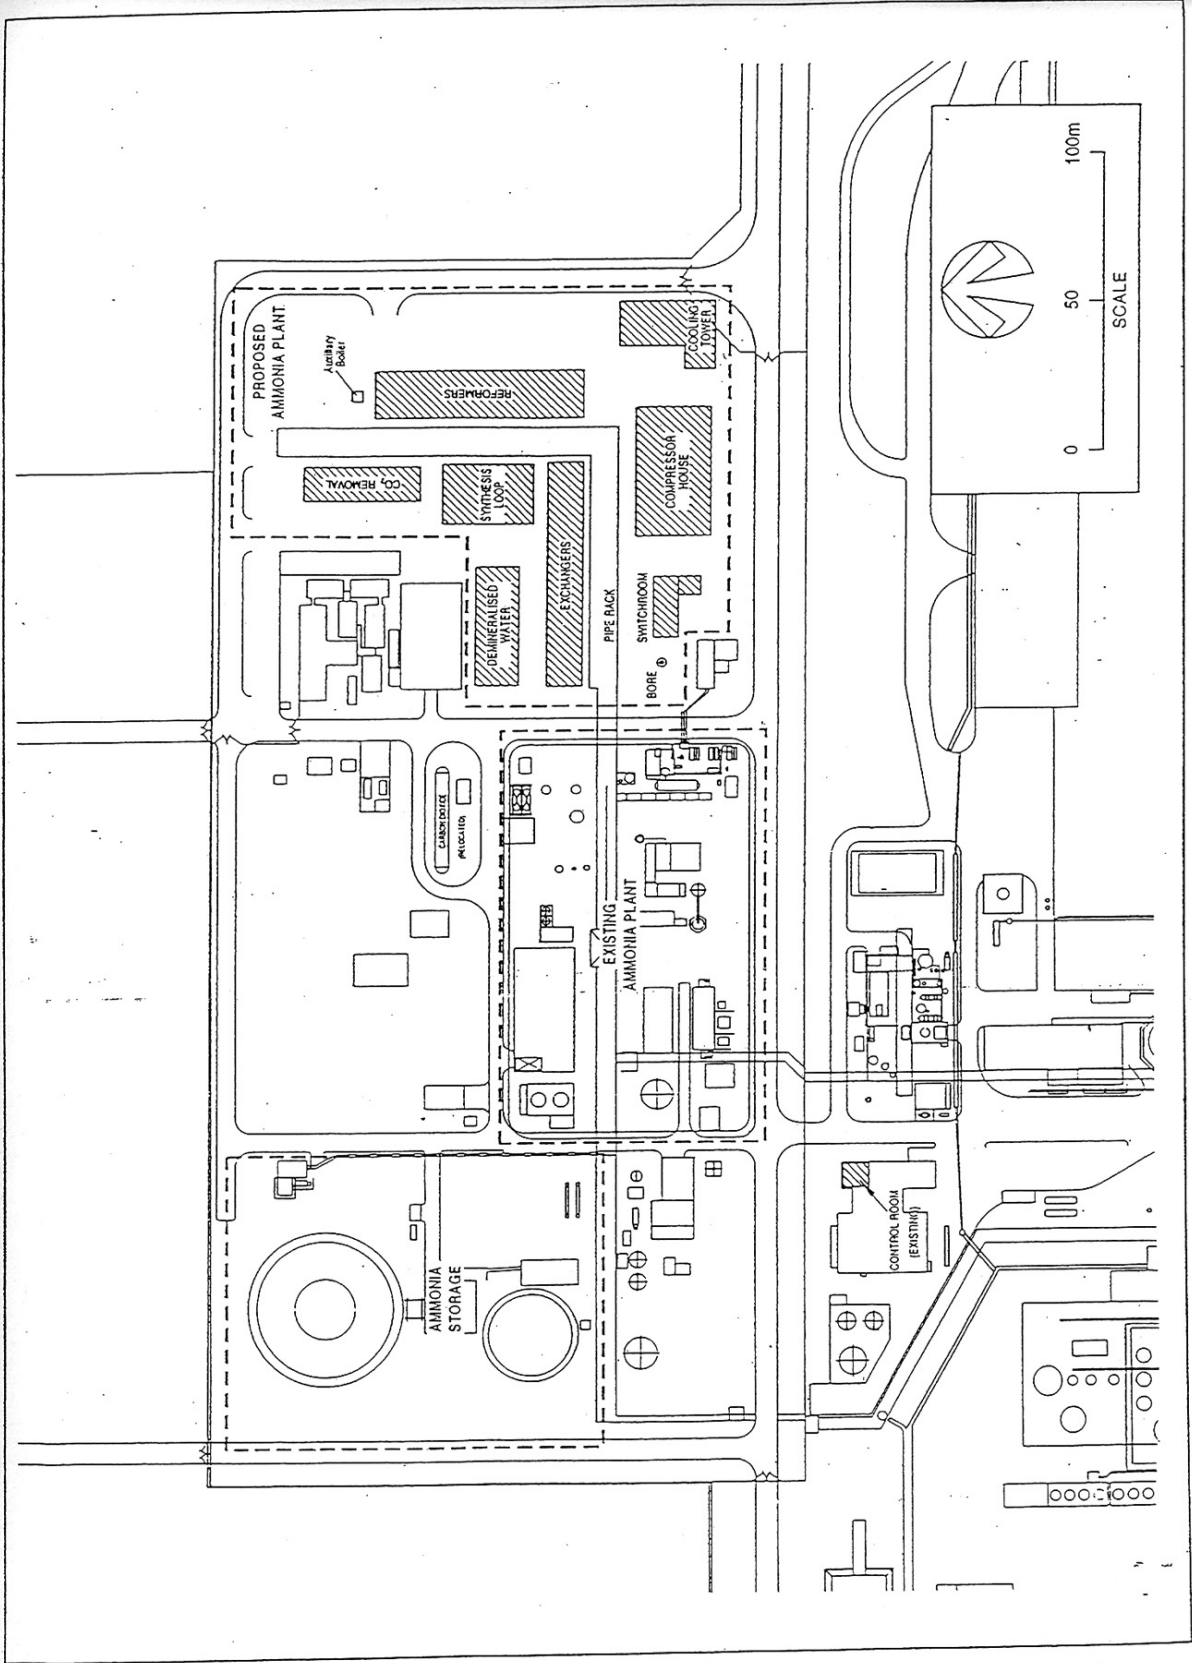 PROPOSED
AMMONIA PLANT
Auxiliary
Boiler
REFORMERS
COOLING
TOWER
CO₂ REMOVAL
SYNTHESIS
LOOP
COMPRESSOR
HOUSE
EXCHANGERS
DEMINERALISED
WATER
PIPE RACK
SWITCHROOM
BORE
CARBON DIOXIDE
(RELOCATED)
EXISTING
AMMONIA PLANT
AMMONIA
STORAGE
CONTROL ROOM
(EXISTING)
0
50
100m
SCALE